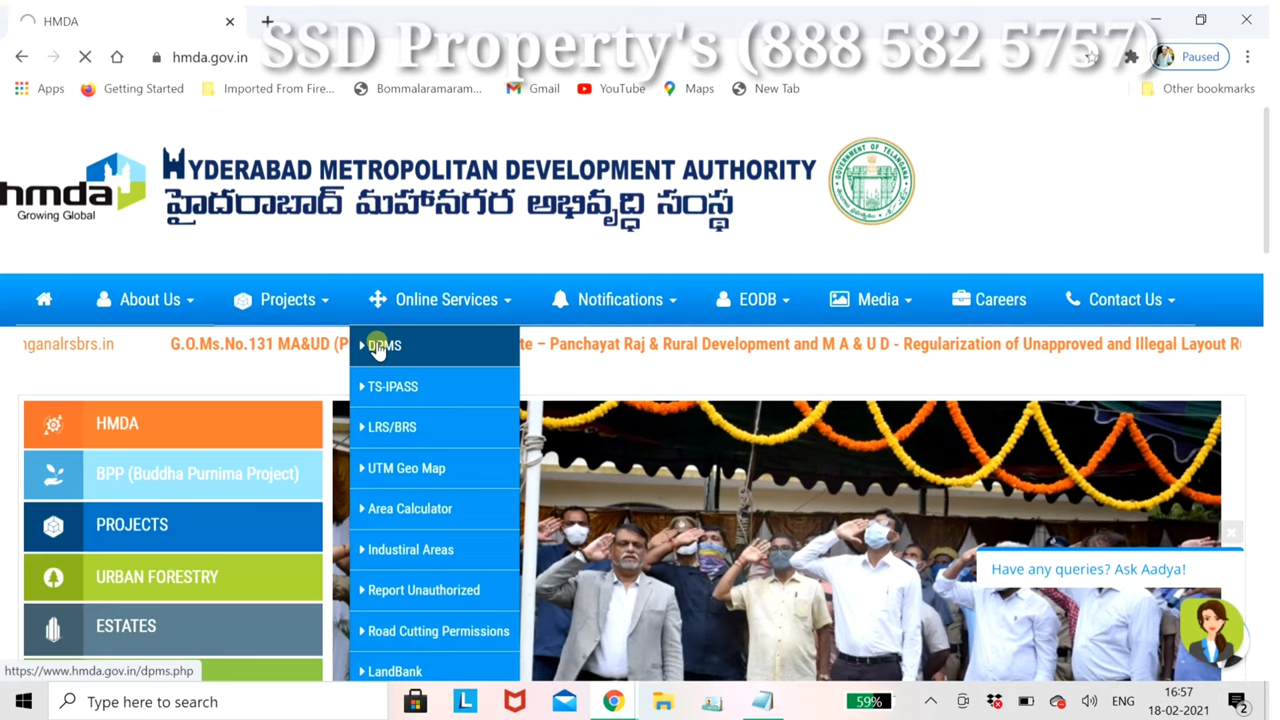 HMDA
SSD Property's (888 582 5757)
hmda.gov.in
Paused
Apps
Getting Started
Imported From Fire...
Bommalaramaram...
Gmail
YouTube
Maps
New Tab
Other bookmarks
hmda
Growing Global
HYDERABAD METROPOLITAN DEVELOPMENT AUTHORITY
హైదరాబాద్ మహానగర అభివృద్ధి సంస్థ
About Us
Projects
Online Services
Notifications
EODB
Media
Careers
Contact Us
nganalrsbrs.in
G.O.Ms.No.131 MA&UD (P
te – Panchayat Raj & Rural Development and M A & U D - Regularization of Unapproved and Illegal Layout Ru
DPMS
TS-IPASS
LRS/BRS
UTM Geo Map
Area Calculator
Industiral Areas
Report Unauthorized
Road Cutting Permissions
LandBank
HMDA
BPP (Buddha Purnima Project)
PROJECTS
URBAN FORESTRY
ESTATES
Have any queries? Ask Aadya!
https://www.hmda.gov.in/dpms.php
Type here to search
59%
ENG
16:57
18-02-2021
2